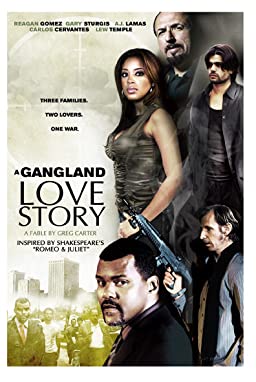 REAGAN GOMEZ GARY STURGIS A.J. LAMAS
CARLOS CERVANTES LEW TEMPLE
THREE FAMILIES.
TWO LOVERS.
ONE WAR.
A GANGLAND
LOVE
STORY
A FABLE BY GREG CARTER
INSPIRED BY SHAKESPEARE'S
"ROMEO & JULIET"